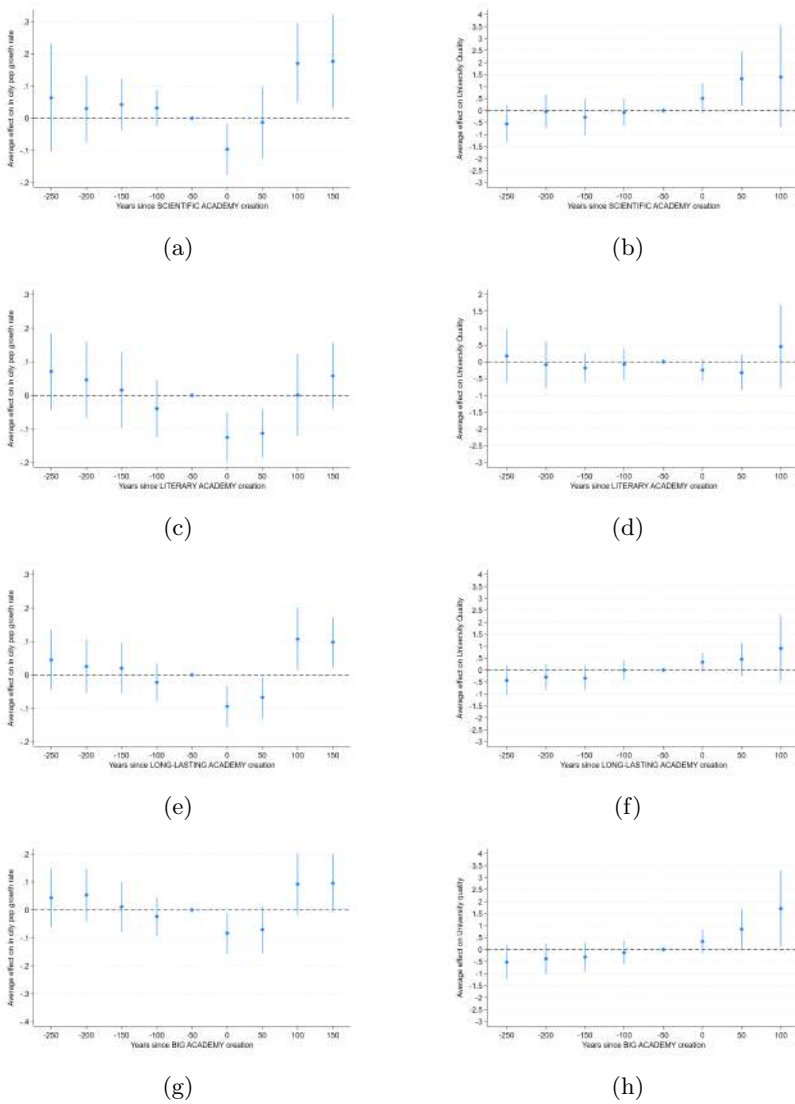 Average effect on ln city pop growth rate
.3
.2
.1
0
-.1
-.2
-250 -200 -150 -100 -50 0 50 100 150
Years since SCIENTIFIC ACADEMY creation
(a)
Average effect on University Quality
4
3.5
3
2.5
2
1.5
1
.5
0
-.5
-1
-1.5
-2
-2.5
-3
-250 -200 -150 -100 -50 0 50 100
Years since SCIENTIFIC ACADEMY creation
(b)
Average effect on ln city pop growth rate
.3
.2
.1
0
-.1
-.2
-250 -200 -150 -100 -50 0 50 100 150
Years since LITERARY ACADEMY creation
(c)
Average effect on University Quality
2
1.5
1
.5
0
-.5
-1
-1.5
-2
-2.5
-3
-250 -200 -150 -100 -50 0 50 100
Years since LITERARY ACADEMY creation
(d)
Average effect on ln city pop growth rate
.3
.2
.1
0
-.1
-.2
-250 -200 -150 -100 -50 0 50 100 150
Years since LONG-LASTING ACADEMY creation
(e)
Average effect on University Quality
4
3.5
3
2.5
2
1.5
1
.5
0
-.5
-1
-1.5
-2
-2.5
-3
-250 -200 -150 -100 -50 0 50 100
Years since LONG-LASTING ACADEMY creation
(f)
Average effect on ln city pop growth rate
.2
.1
0
-.1
-.2
-.3
-.4
-250 -200 -150 -100 -50 0 50 100 150
Years since BIG ACADEMY creation
(g)
Average effect on University quality
4
3.5
3
2.5
2
1.5
1
.5
0
-.5
-1
-1.5
-2
-2.5
-3
-250 -200 -150 -100 -50 0 50 100
Years since BIG ACADEMY creation
(h)